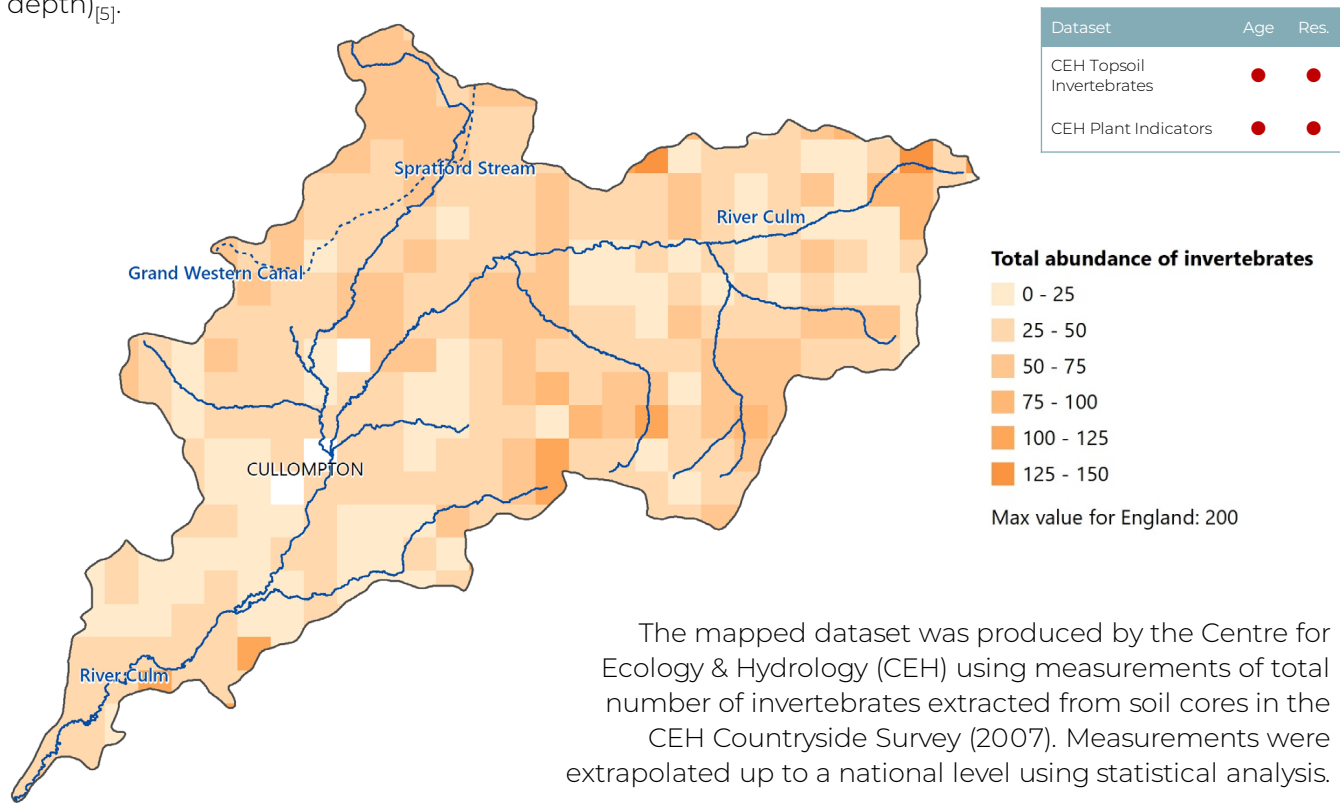 depth)[5].
Dataset Age Res.
CEH Topsoil
Invertebrates
CEH Plant Indicators
Spratford Stream
River Culm
Grand Western Canal
Total abundance of invertebrates
0 - 25
25 - 50
50 - 75
75 - 100
100 - 125
125 - 150
Max value for England: 200
CULLOMPTON
River Culm
The mapped dataset was produced by the Centre for
Ecology & Hydrology (CEH) using measurements of total
number of invertebrates extracted from soil cores in the
CEH Countryside Survey (2007). Measurements were
extrapolated up to a national level using statistical analysis.